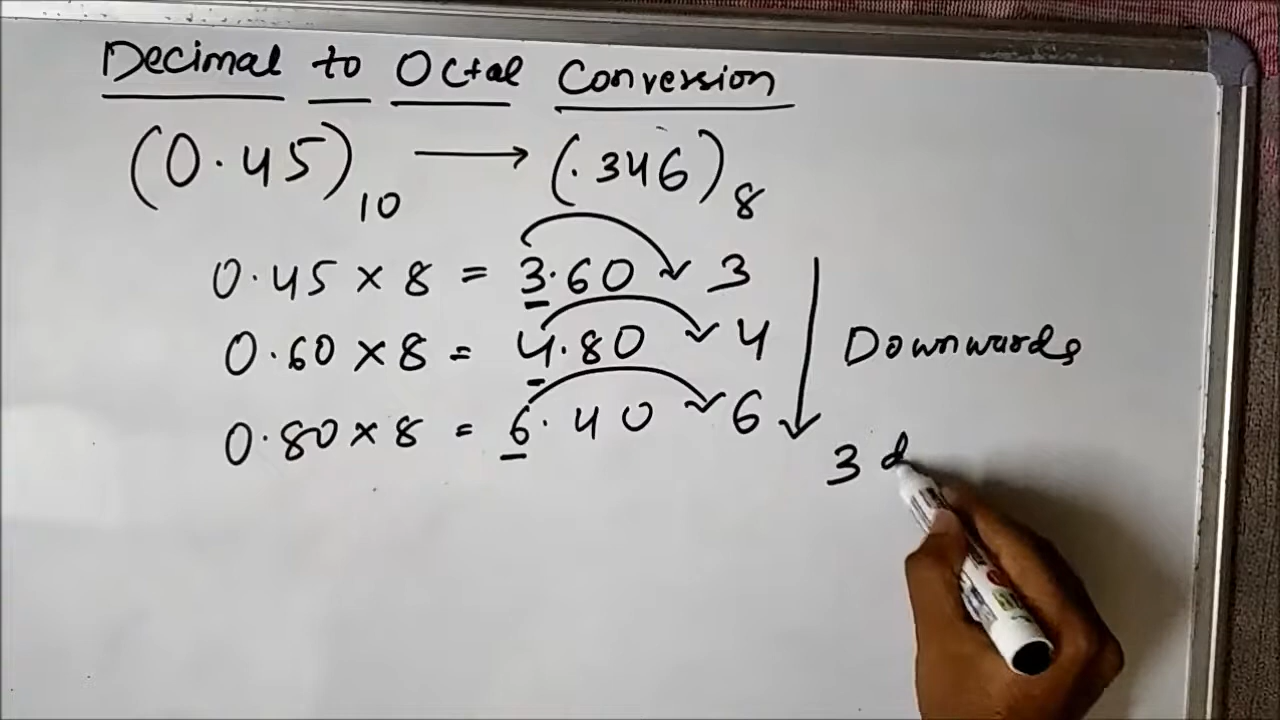 Decimal to Octal Conversion
(0.45)10 → (.346)8
0.45 × 8 = 3.60 3
0.60 × 8 = 4.80 4
Downwards
0.80 × 8 = 6.40 6
3 d